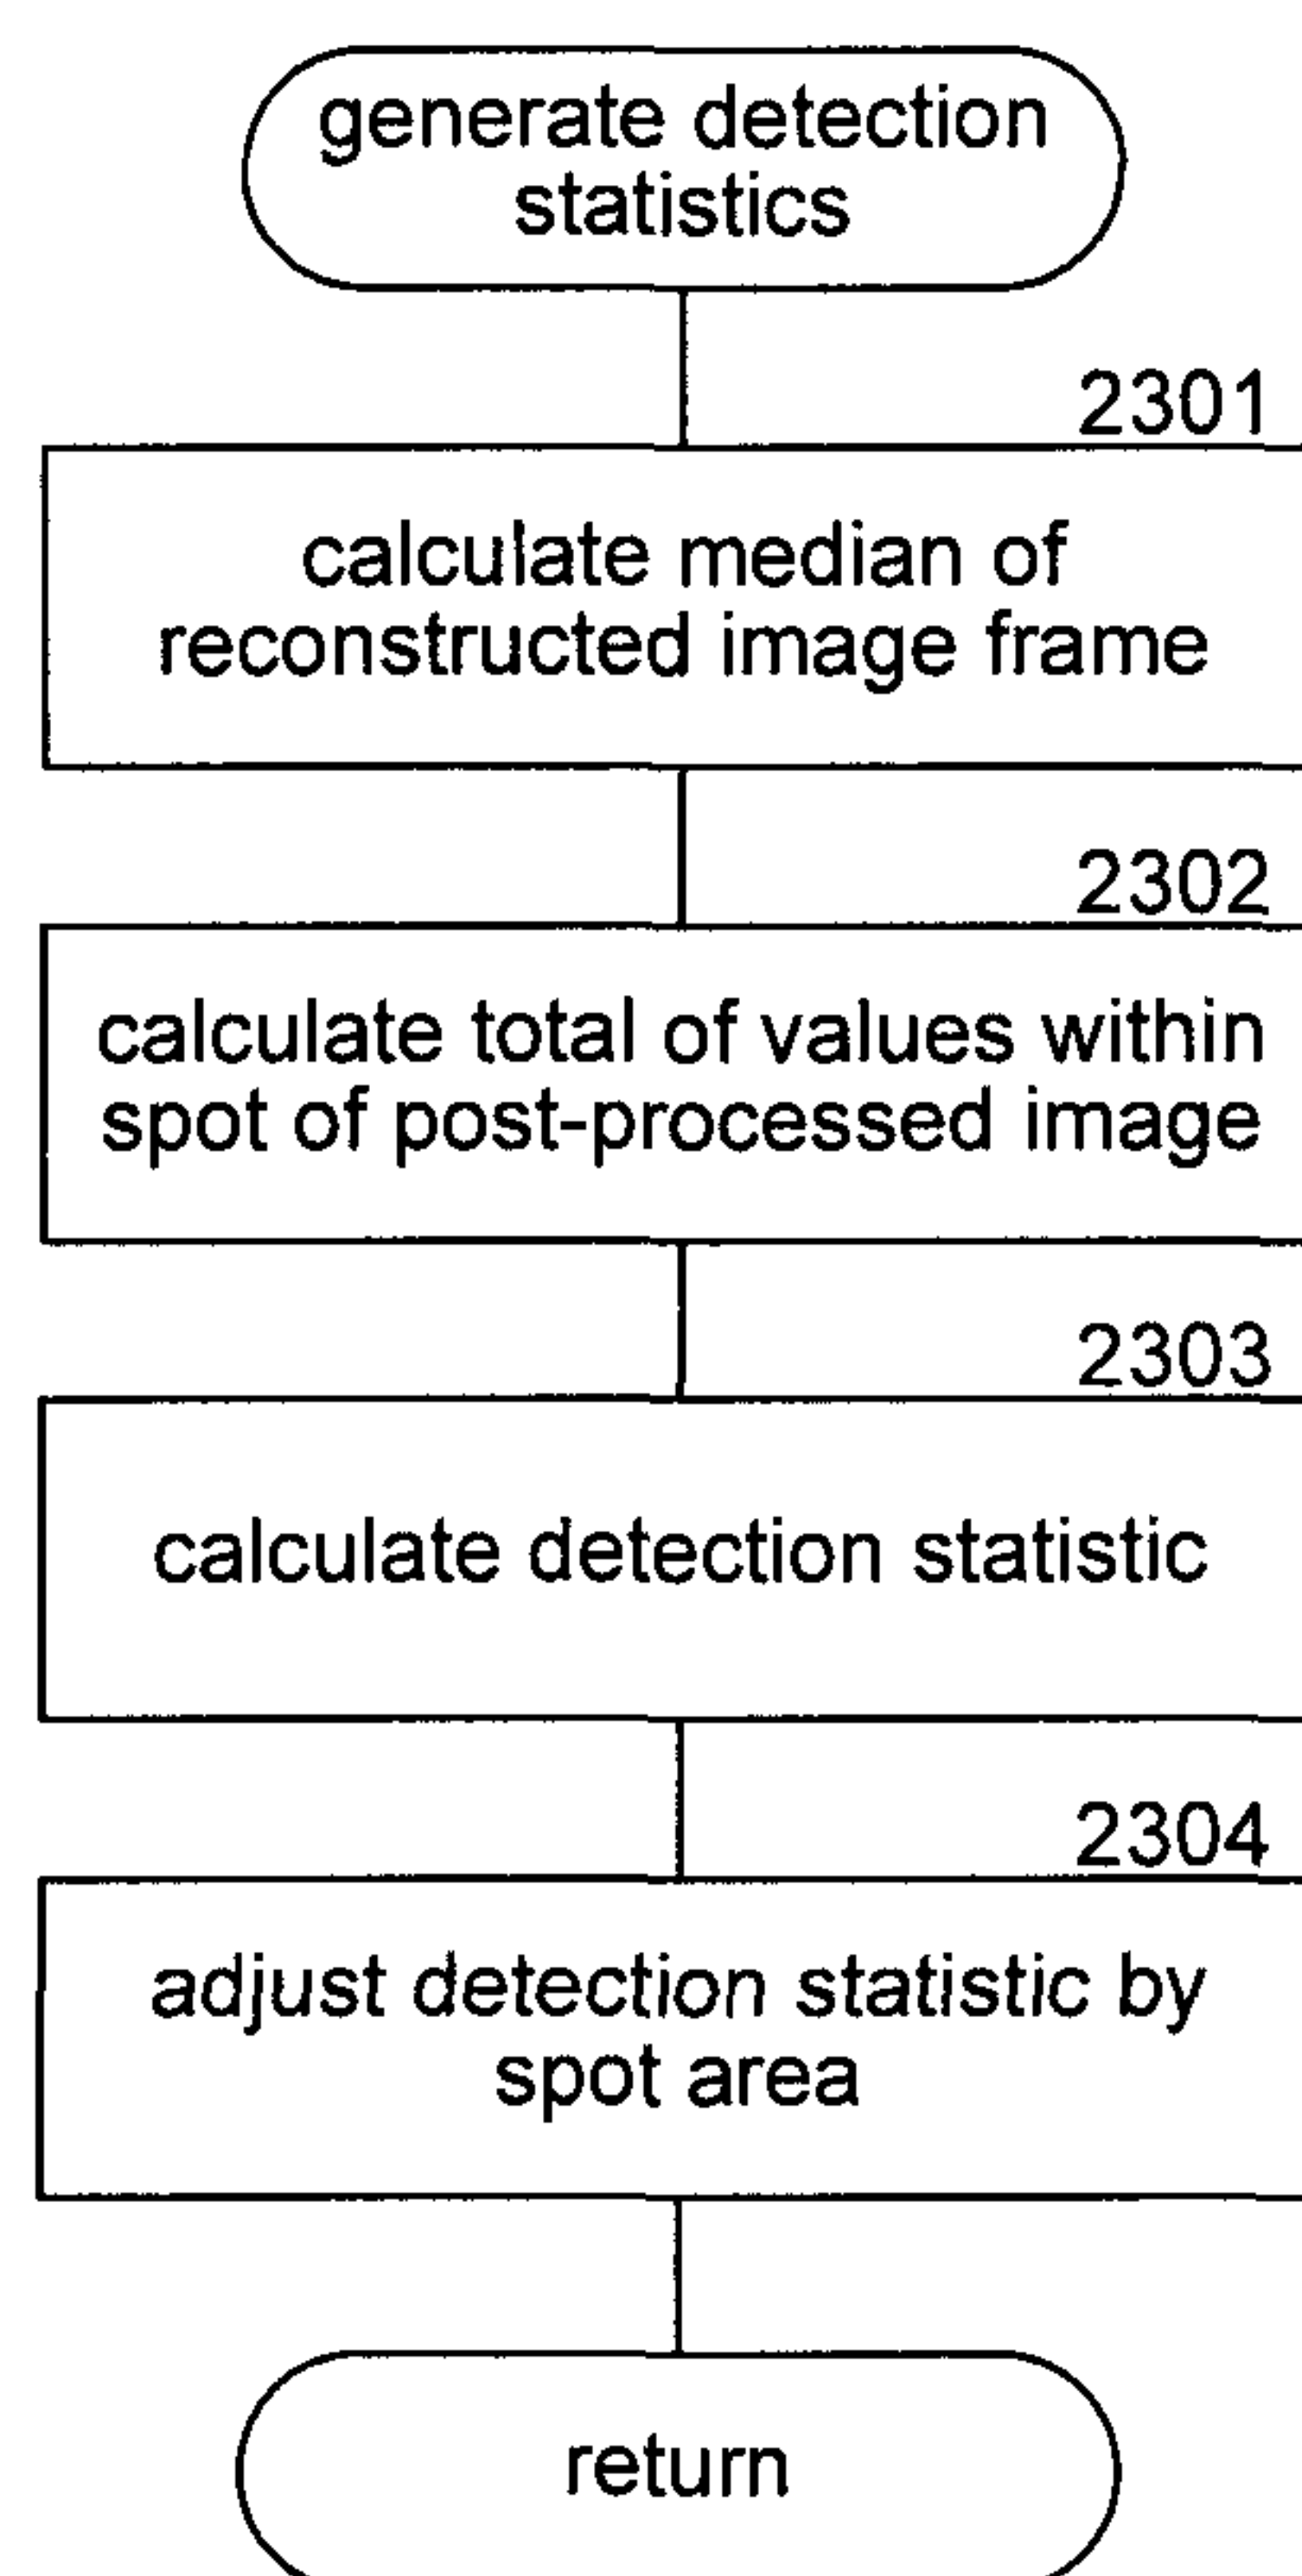 generate detection
statistics
2301
calculate median of
reconstructed image frame
2302
calculate total of values within
spot of post-processed image
2303
calculate detection statistic
2304
adjust detection statistic by
spot area
return